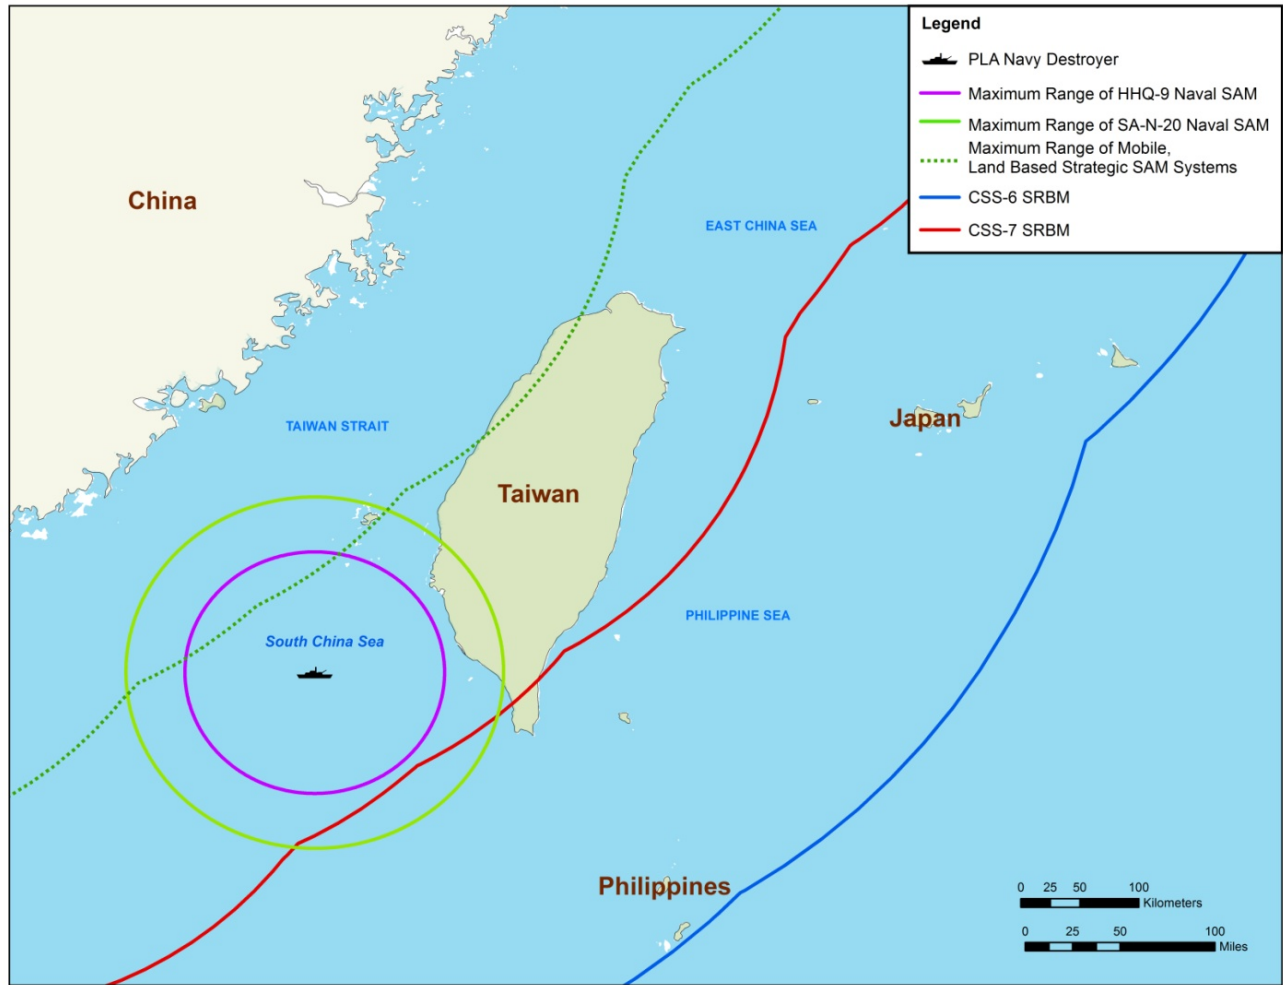 Legend
PLA Navy Destroyer
Maximum Range of HHQ-9 Naval SAM
Maximum Range of SA-N-20 Naval SAM
Maximum Range of Mobile,
Land Based Strategic SAM Systems
CSS-6 SRBM
CSS-7 SRBM
China
EAST CHINA SEA
TAIWAN STRAIT
Japan
Taiwan
PHILIPPINE SEA
South China Sea
Philippines
0 25 50 100
Kilometers
0 25 50 100
Miles